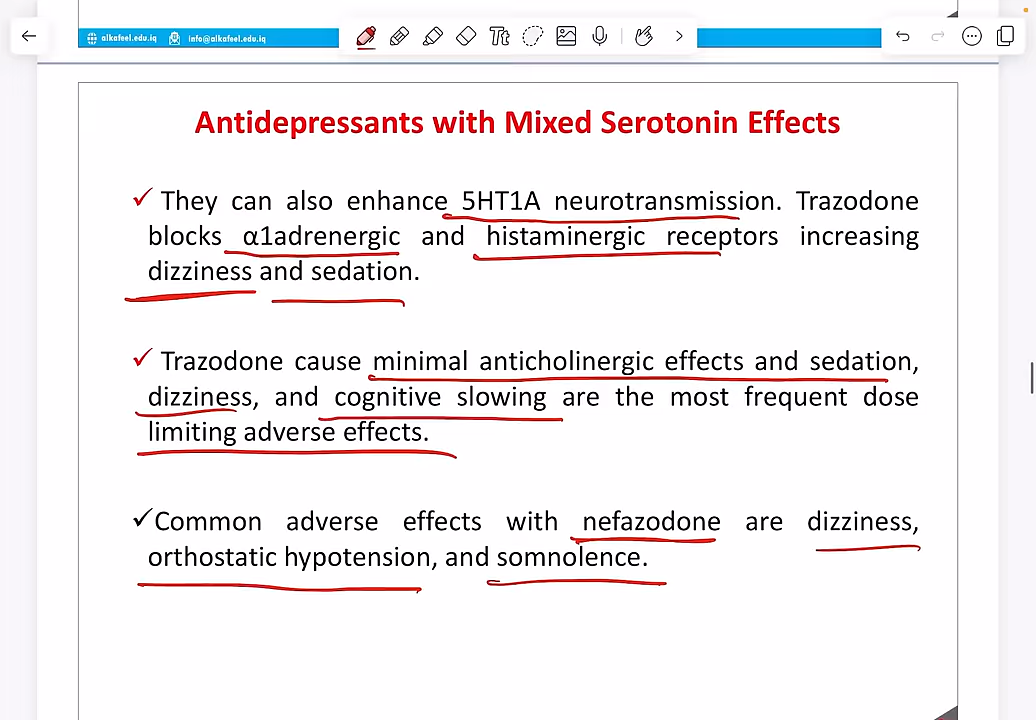 alkafeel.edu.iq info@alkafeel.edu.iq
Tt
Antidepressants with Mixed Serotonin Effects
✓ They can also enhance 5HT1A neurotransmission. Trazodone
blocks α1adrenergic and histaminergic receptors increasing
dizziness and sedation.
✓ Trazodone cause minimal anticholinergic effects and sedation,
dizziness, and cognitive slowing are the most frequent dose
limiting adverse effects.
✓Common adverse effects with nefazodone are dizziness,
orthostatic hypotension, and somnolence.